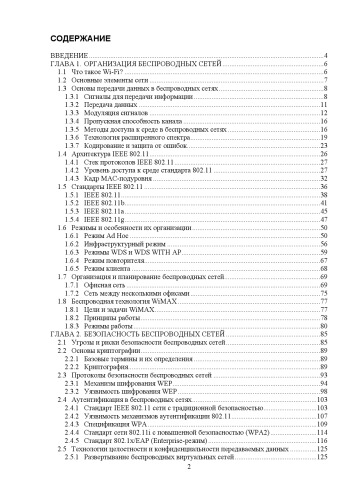 СОДЕРЖАНИЕ
ВВЕДЕНИЕ....................4
ГЛАВА 1. ОРГАНИЗАЦИЯ БЕСПРОВОДНЫХ СЕТЕЙ....................6
1.1 Что такое Wi-Fi?....................6
1.2 Основные элементы сети....................7
1.3 Основы передачи данных в беспроводных сетях....................8
1.3.1 Сигналы для передачи информации....................8
1.3.2 Передача данных....................11
1.3.3 Модуляция сигналов....................12
1.3.4 Пропускная способность канала....................16
1.3.5 Методы доступа к среде в беспроводных сетях....................16
1.3.6 Технология расширенного спектра....................19
1.3.7 Кодирование и защита от ошибок....................23
1.4 Архитектура IEEE 802.11....................26
1.4.1 Стек протоколов IEEE 802.11....................27
1.4.2 Уровень доступа к среде стандарта 802.11....................27
1.4.3 Кадр MAC-подуровня....................32
1.5 Стандарты IEEE 802.11....................36
1.5.1 IEEE 802.11....................38
1.5.2 IEEE 802.11b....................41
1.5.3 IEEE 802.11a....................45
1.5.4 IEEE 802.11g....................47
1.6 Режимы и особенности их организации....................50
1.6.1 Режим Ad Hoc....................50
1.6.2 Инфраструктурный режим....................56
1.6.3 Режимы WDS и WDS WITH AP....................59
1.6.4 Режим повторителя....................67
1.6.5 Режим клиента....................68
1.7 Организация и планирование беспроводных сетей....................69
1.7.1 Офисная сеть....................69
1.7.2 Сеть между несколькими офисами....................75
1.8 Беспроводная технология WiMAX....................77
1.8.1 Цели и задачи WiMAX....................77
1.8.2 Принципы работы....................78
1.8.3 Режимы работы....................80
ГЛАВА 2. БЕЗОПАСНОСТЬ БЕСПРОВОДНЫХ СЕТЕЙ....................85
2.1 Угрозы и риски безопасности беспроводных сетей....................85
2.2 Основы криптографии....................89
2.2.1 Базовые термины и их определения....................89
2.2.2 Криптография....................89
2.3 Протоколы безопасности беспроводных сетей....................93
2.3.1 Механизм шифрования WEP....................94
2.3.2 Уязвимость шифрования WEP....................98
2.4 Аутентификация в беспроводных сетях....................103
2.4.1 Стандарт IEEE 802.11 сети с традиционной безопасностью....................103
2.4.2 Уязвимость механизмов аутентификации 802.11....................107
2.4.3 Спецификация WPA....................109
2.4.4 Стандарт сети 802.11i с повышенной безопасностью (WPA2)....................114
2.4.5 Стандарт 802.1x/EAP (Enterprise-режим)....................116
2.5 Технологии целостности и конфиденциальности передаваемых данных....................125
2.5.1 Развертывание беспроводных виртуальных сетей....................125
2